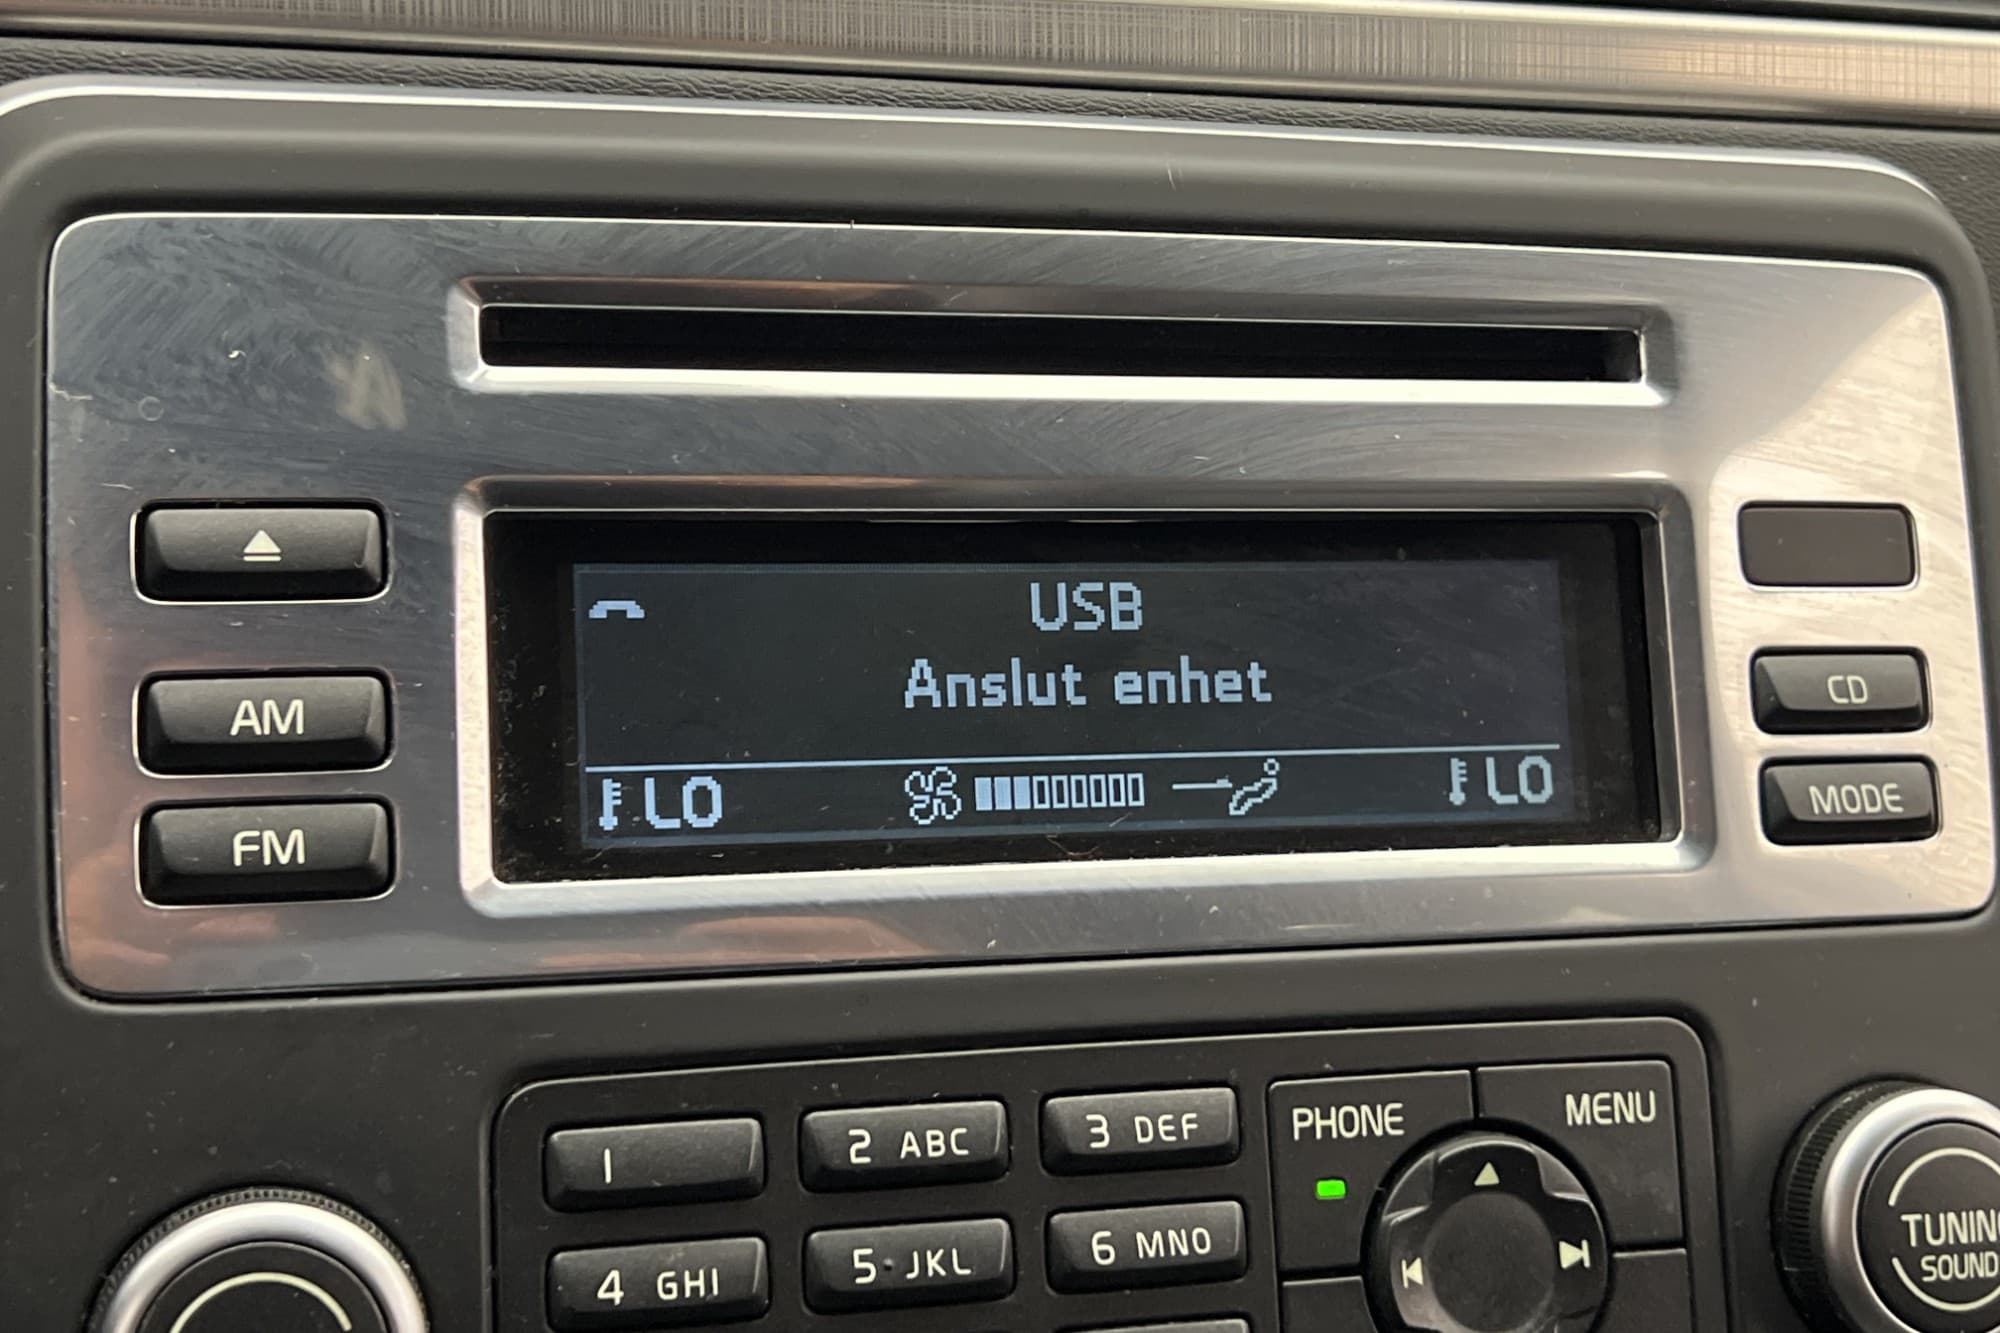 USB
Anslut enhet
LO
LO
AM
FM
CD
MODE
1
2 ABC
3 DEF
4 GHI
5 JKL
6 MNO
PHONE
MENU
SOUND